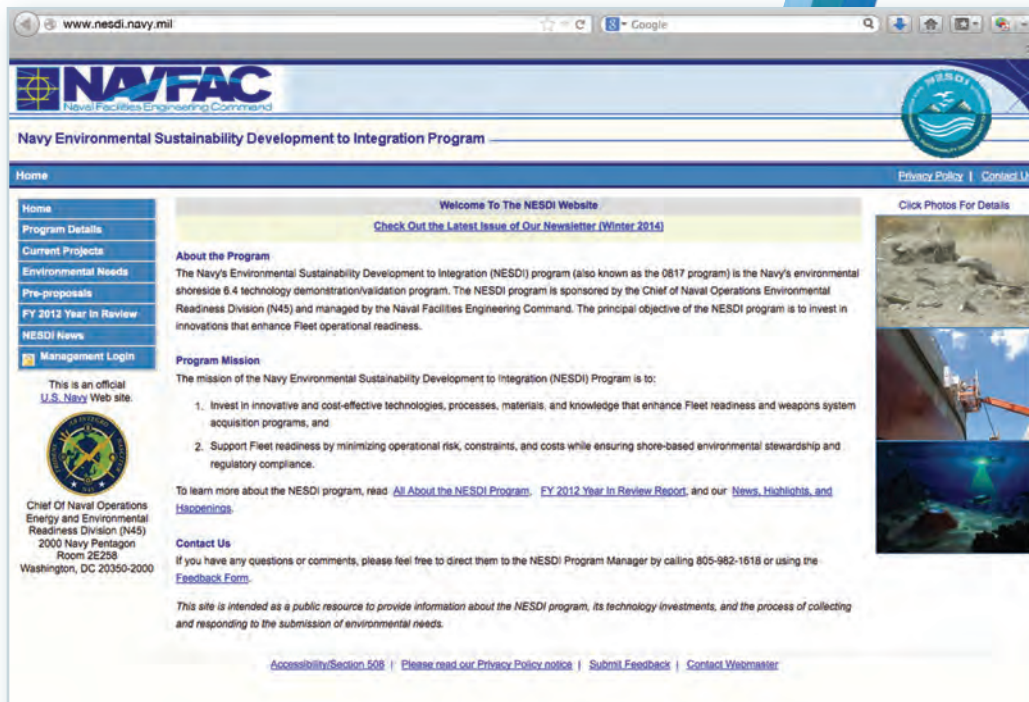 www.nesdi.navy.mil
Google
NAVFAC
Naval Facilities Engineering Command
NESDI
Navy Environmental Sustainability Development to Integration Program
Home
Privacy Policy | Contact Us
Home
Program Details
Current Projects
Environmental Needs
Pre-proposals
FY 2012 Year In Review
NESDI News
Management Login
This is an official
U.S. Navy Web site.
Chief Of Naval Operations
Energy and Environmental
Readiness Division (N45)
2000 Navy Pentagon
Room 2E258
Washington, DC 20350-2000
Welcome To The NESDI Website
Check Out the Latest Issue of Our Newsletter (Winter 2014)
About the Program
The Navy's Environmental Sustainability Development to Integration (NESDI) program (also known as the 0817 program) is the Navy's environmental
shoreside 6.4 technology demonstration/validation program. The NESDI program is sponsored by the Chief of Naval Operations Environmental
Readiness Division (N45) and managed by the Naval Facilities Engineering Command. The principal objective of the NESDI program is to invest in
innovations that enhance Fleet operational readiness.
Program Mission
The mission of the Navy Environmental Sustainability Development to Integration (NESDI) Program is to:
1. Invest in innovative and cost-effective technologies, processes, materials, and knowledge that enhance Fleet readiness and weapons system
acquisition programs, and
2. Support Fleet readiness by minimizing operational risk, constraints, and costs while ensuring shore-based environmental stewardship and
regulatory compliance.
To learn more about the NESDI program, read All About the NESDI Program, FY 2012 Year In Review Report, and our News, Highlights, and
Happenings.
Contact Us
If you have any questions or comments, please feel free to direct them to the NESDI Program Manager by calling 805-982-1618 or using the
Feedback Form.
This site is intended as a public resource to provide information about the NESDI program, its technology investments, and the process of collecting
and responding to the submission of environmental needs.
Accessibility/Section 508 | Please read our Privacy Policy notice | Submit Feedback | Contact Webmaster
Click Photos For Details